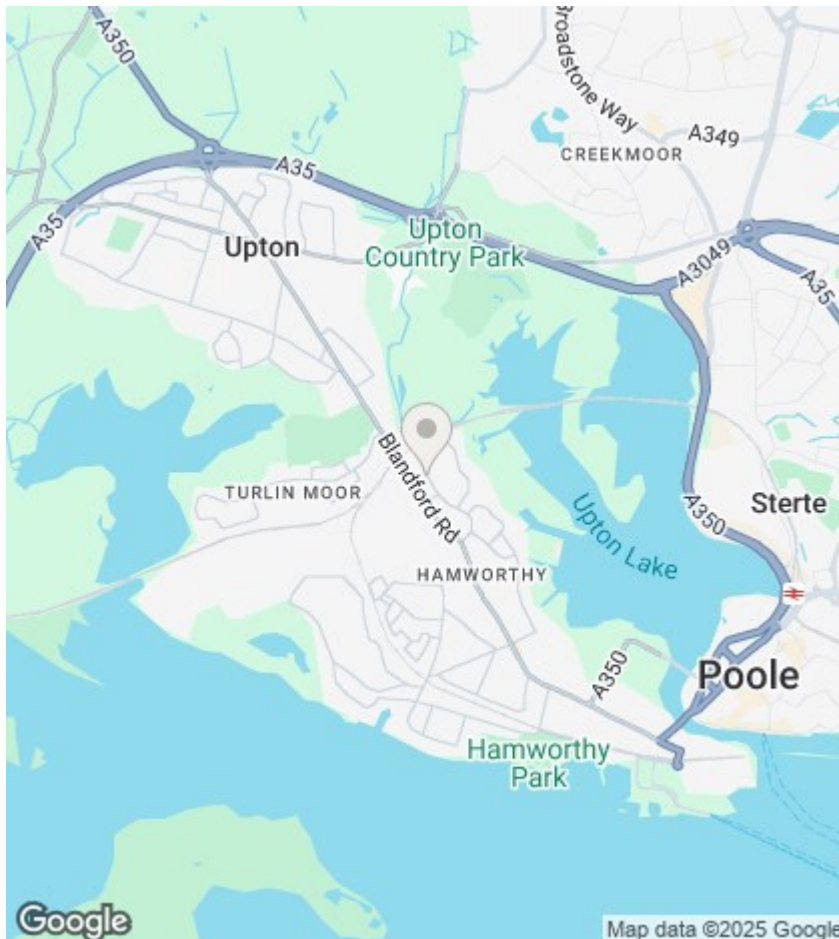 A350
Broadstone Way
A349
CREEKMOOR
A35
A35
Upton
Upton
Country Park
A3049
A35
Blandford Rd
TURLIN MOOR
A350
Sterte
Upton Lake
HAMWORTHY
A350
Poole
Hamworthy
Park
Google
Map data ©2025 Google